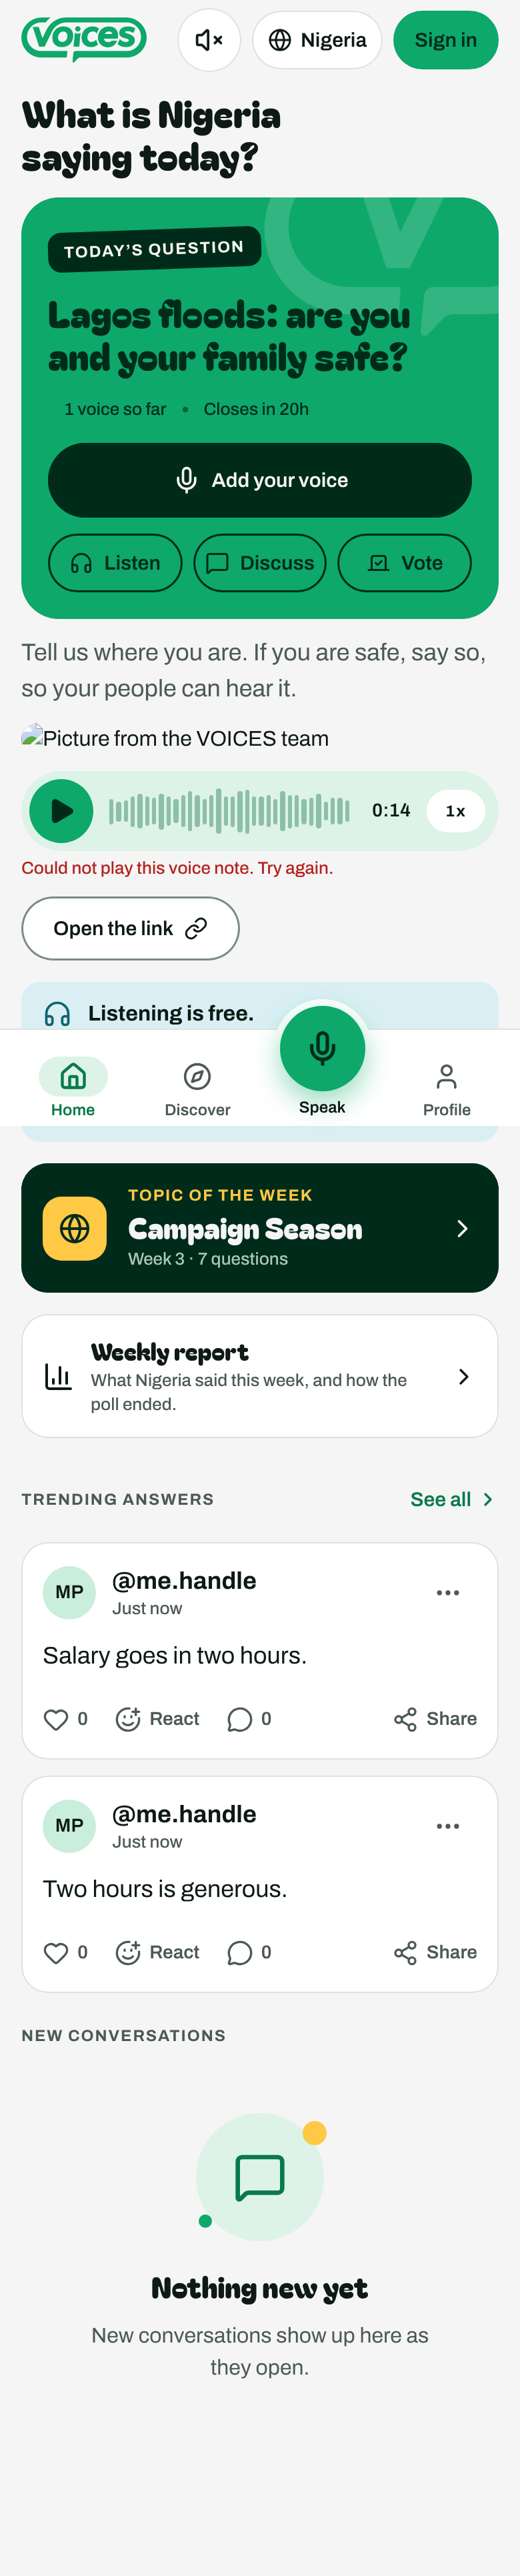 voices
Nigeria
Sign in
What is Nigeria
saying today?
TODAY’S QUESTION
Lagos floods: are you
and your family safe?
1 voice so far • Closes in 20h
Add your voice
Listen
Discuss
Vote
Tell us where you are. If you are safe, say so,
so your people can hear it.
Picture from the VOICES team
0:14
1x
Could not play this voice note. Try again.
Open the link
Listening is free.
Home
Discover
Speak
Profile
TOPIC OF THE WEEK
Campaign Season
Week 3 · 7 questions
Weekly report
What Nigeria said this week, and how the
poll ended.
TRENDING ANSWERS
See all
MP
@me.handle
Just now
Salary goes in two hours.
0
React
0
Share
MP
@me.handle
Just now
Two hours is generous.
0
React
0
Share
NEW CONVERSATIONS
Nothing new yet
New conversations show up here as
they open.